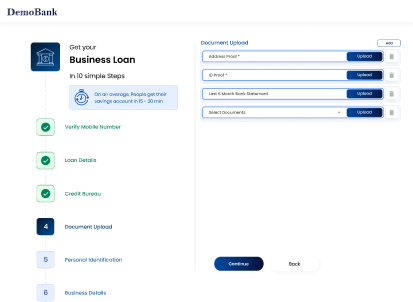 DemoBank
Get your
Business Loan
In 10 simple Steps
On an average, People get their
savings account in 15 - 20 min
Verify Mobile Number
Loan Details
Credit Bureau
4 Document Upload
5 Personal Identification
6 Business Details
Document Upload
Add
Address Proof * Upload
ID Proof * Upload
Last 6 Month Bank Statement Upload
Select Documents Upload
Continue Back